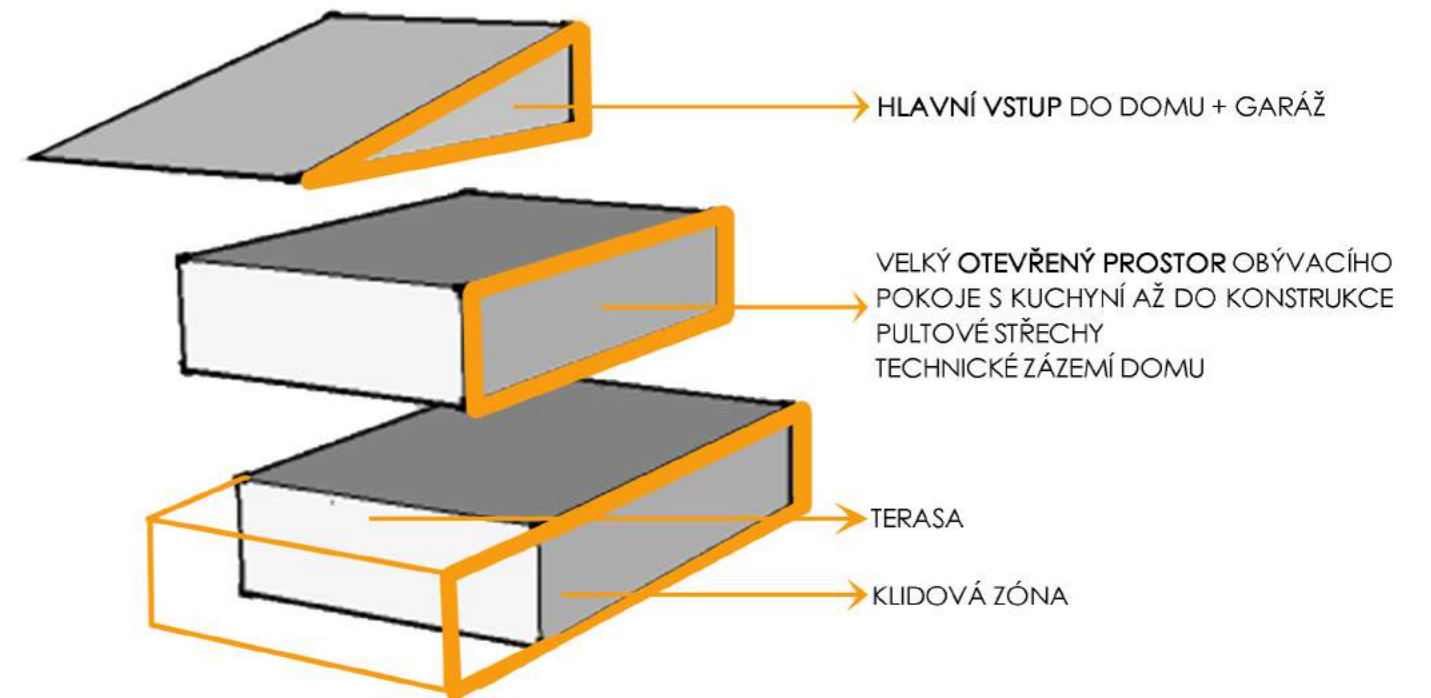 HLAVNÍ VSTUP DO DOMU + GARÁŽ
VELKÝ OTEVŘENÝ PROSTOR OBÝVACÍHO
POKOJE S KUCHYNÍ AŽ DO KONSTRUKCE
PULTOVÉ STŘECHY
TECHNICKÉ ZÁZEMÍ DOMU
TERASA
KLIDOVÁ ZÓNA